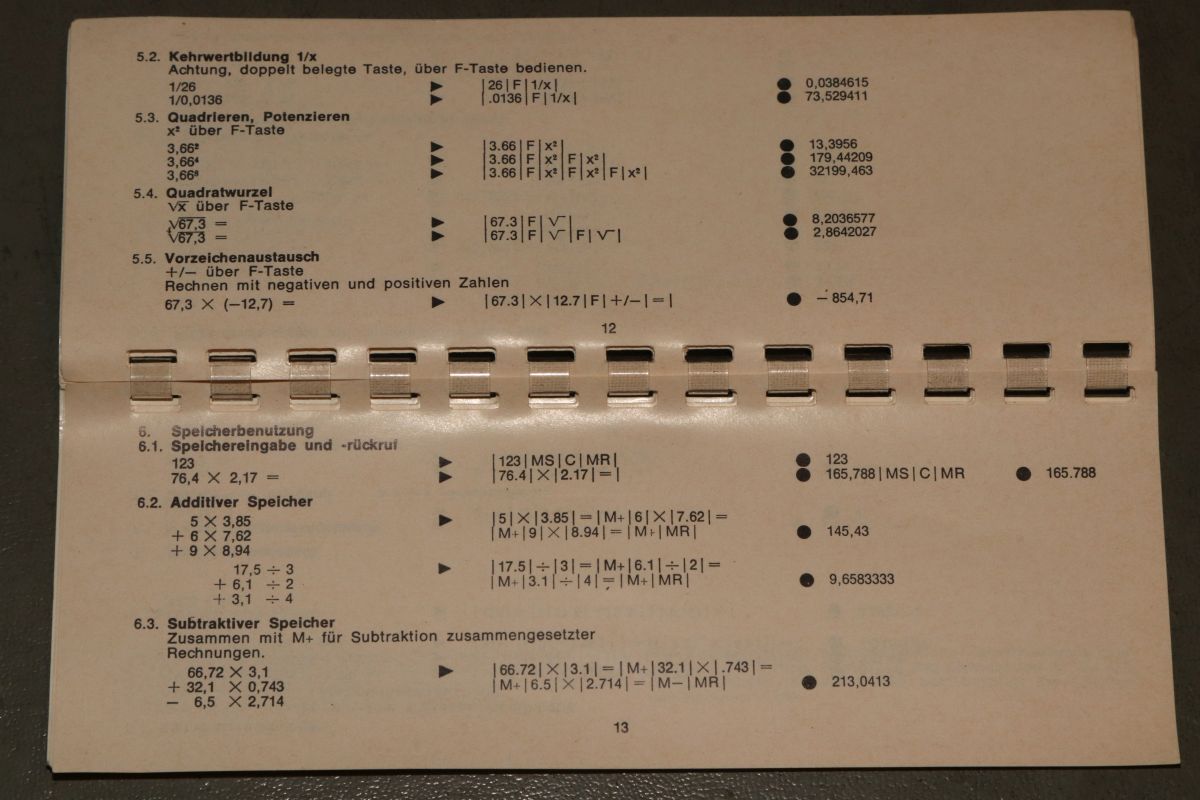 5.2. Kehrwertbildung 1/x
Achtung, doppelt belegte Taste, über F-Taste bedienen.
1/26 ► |26|F|1/x| ● 0,0384615
1/0,0136 ► |.0136|F|1/x| ● 73,529411
5.3. Quadrieren, Potenzieren
x² über F-Taste
3,66² ► |3.66|F|x²| ● 13,3956
3,66⁴ ► |3.66|F|x²|F|x²| ● 179,44209
3,66⁸ ► |3.66|F|x²|F|x²|F|x²| ● 32199,463
5.4. Quadratwurzel
√x über F-Taste
√67,3 = ► |67.3|F|√‾| ● 8,2036577
∜67,3 = ► |67.3|F|√‾|F|√‾| ● 2,8642027
5.5. Vorzeichenaustausch
+/− über F-Taste
Rechnen mit negativen und positiven Zahlen
67,3 × (−12,7) = ► |67.3|×|12.7|F|+/−|=| ● −854,71
12
6. Speicherbenutzung
6.1. Speichereingabe und -rückruf
123 ► |123|MS|C|MR| ● 123
76,4 × 2,17 = ► |76.4|×|2.17|=| ● 165,788|MS|C|MR ● 165.788
6.2. Additiver Speicher
5 × 3,85 ► |5|×|3.85|=|M+|6|×|7.62|=
+ 6 × 7,62 |M+|9|×|8.94|=|M+|MR| ● 145,43
+ 9 × 8,94
17,5 ÷ 3 ► |17.5|÷|3|=|M+|6.1|÷|2|=
+ 6,1 ÷ 2 |M+|3.1|÷|4|=|M+|MR| ● 9,6583333
+ 3,1 ÷ 4
6.3. Subtraktiver Speicher
Zusammen mit M+ für Subtraktion zusammengesetzter
Rechnungen.
66,72 × 3,1 ► |66.72|×|3.1|=|M+|32.1|×|.743|=
+ 32,1 × 0,743 |M+|6.5|×|2.714|=|M−|MR| ● 213,0413
− 6,5 × 2,714
13